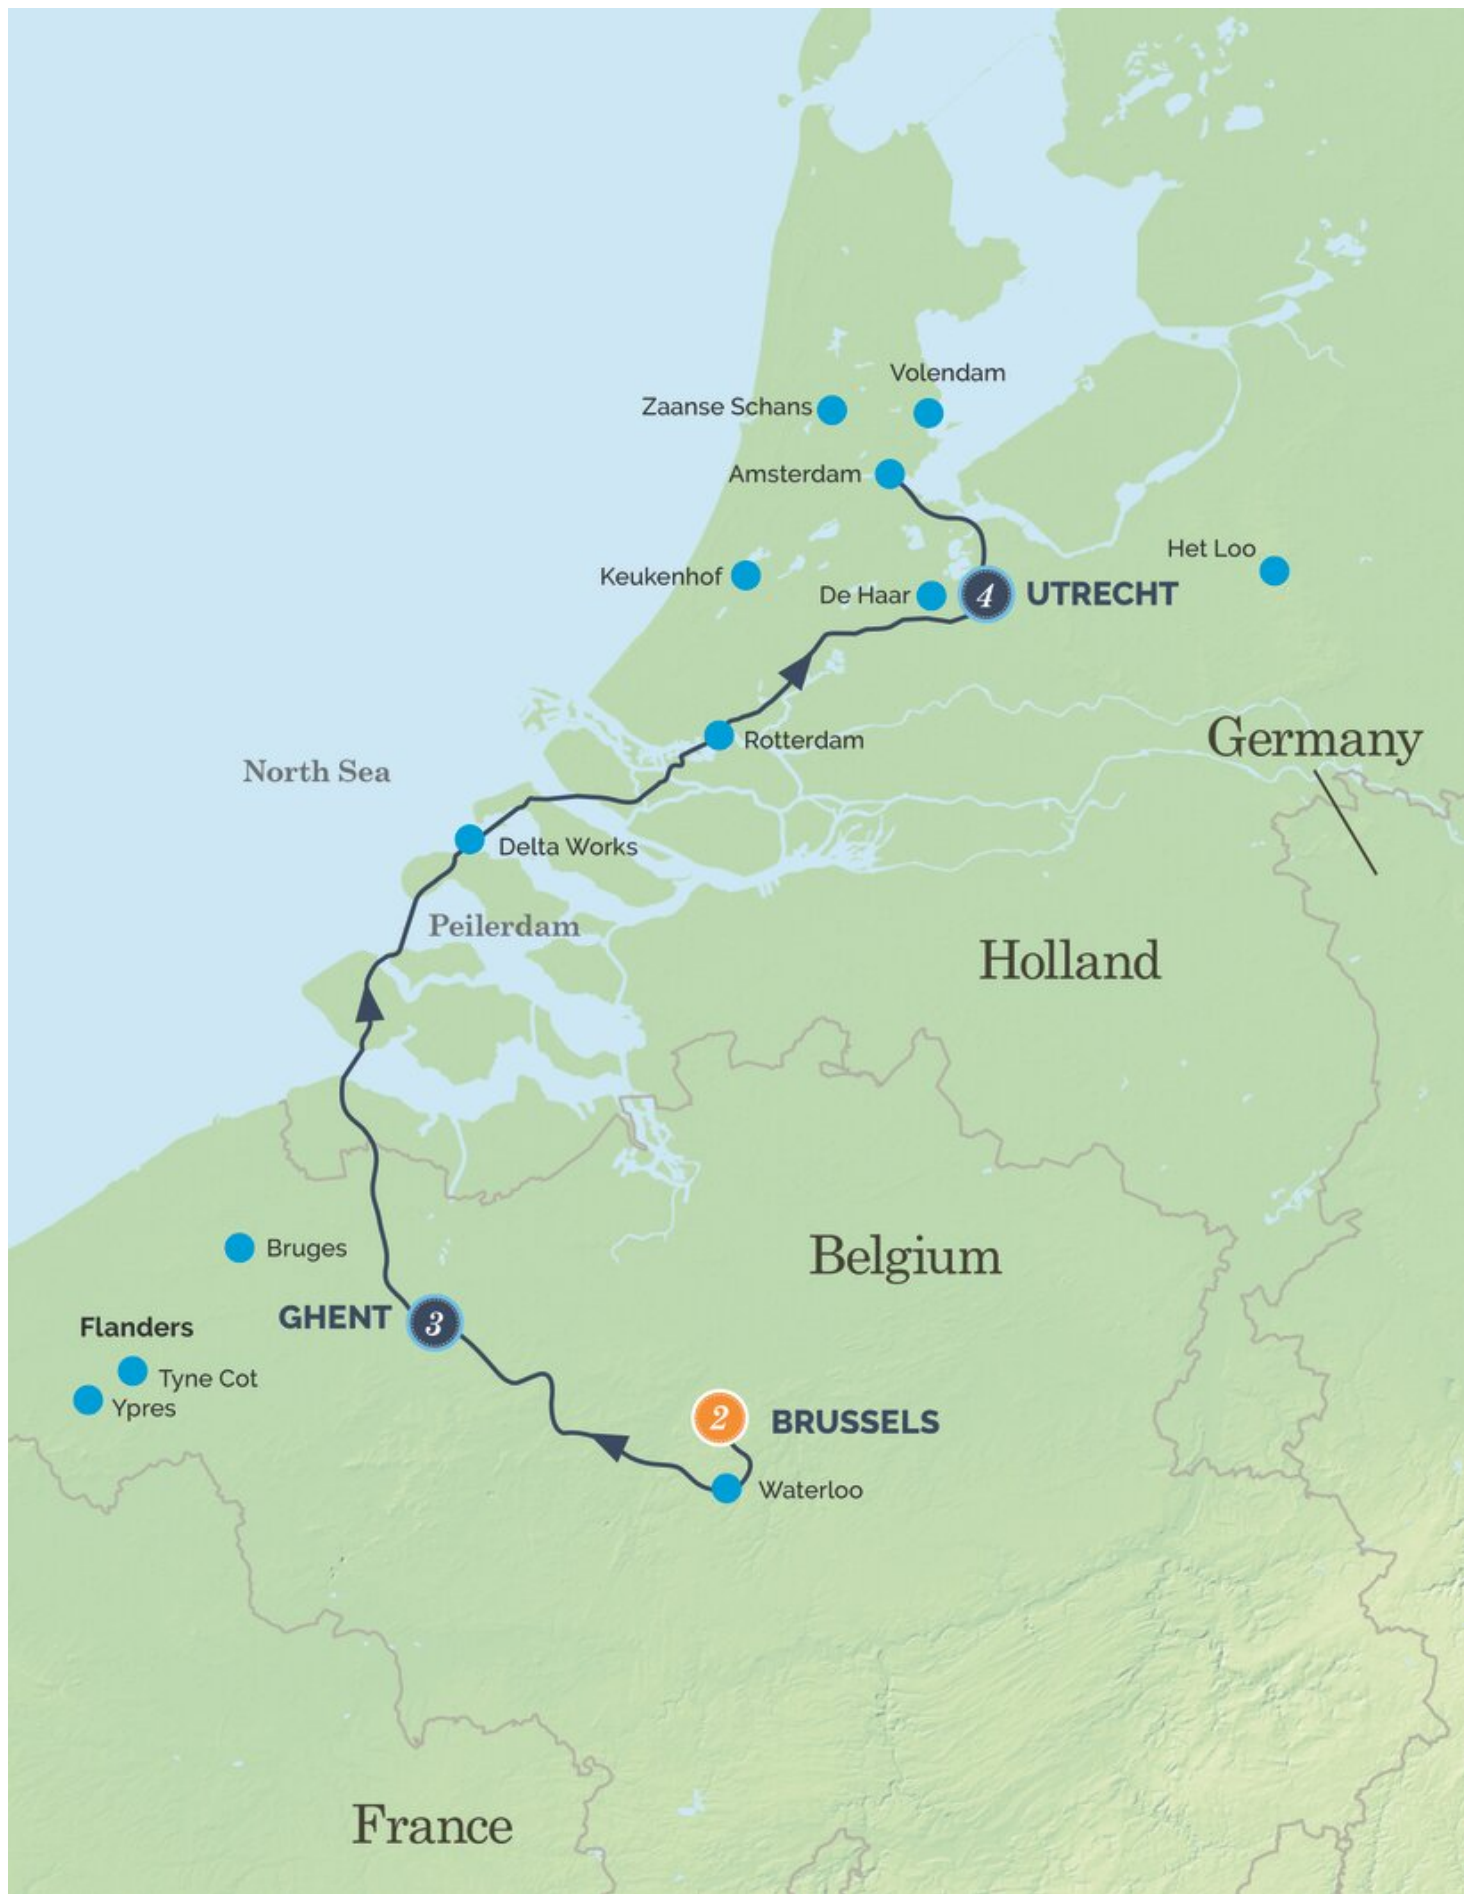 Volendam
Zaanse Schans
Amsterdam
Het Loo
Keukenhof
De Haar
4
UTRECHT
Germany
Rotterdam
North Sea
Delta Works
Peilerdam
Holland
Bruges
Belgium
GHENT
3
Flanders
Tyne Cot
Ypres
2
BRUSSELS
Waterloo
France